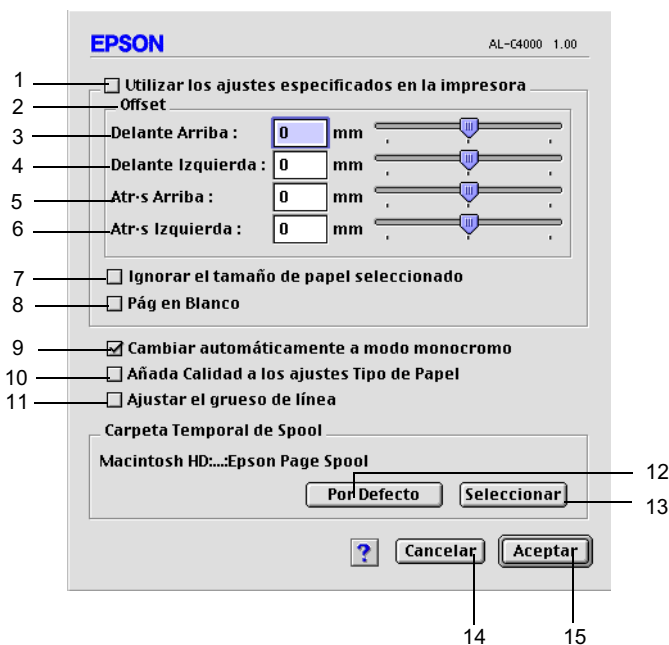 EPSON AL-C4000 1.00
1 Utilizar los ajustes especificados en la impresora
2 Offset
3 Delante Arriba : 0 mm
4 Delante Izquierda : 0 mm
5 Atr·s Arriba : 0 mm
6 Atr·s Izquierda : 0 mm
7 Ignorar el tamaño de papel seleccionado
8 Pág en Blanco
9 Cambiar automáticamente a modo monocromo
10 Añada Calidad a los ajustes Tipo de Papel
11 Ajustar el grueso de línea
Carpeta Temporal de Spool
Macintosh HD:...:Epson Page Spool
12
Por Defecto Seleccionar
13
? Cancelar Aceptar
14 15